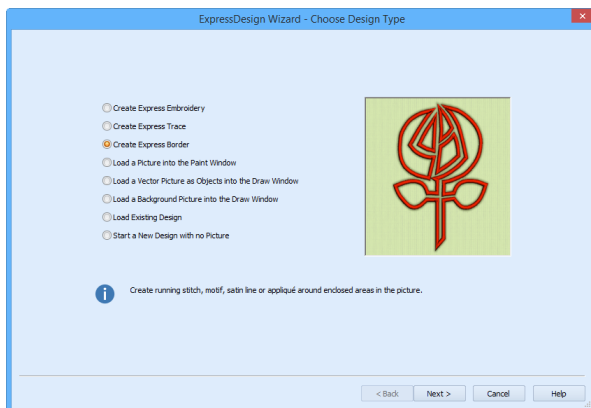 ExpressDesign Wizard - Choose Design Type
Create Express Embroidery
Create Express Trace
Create Express Border
Load a Picture into the Paint Window
Load a Vector Picture as Objects into the Draw Window
Load a Background Picture into the Draw Window
Load Existing Design
Start a New Design with no Picture
Create running stitch, motif, satin line or appliqué around enclosed areas in the picture.
< Back Next > Cancel Help